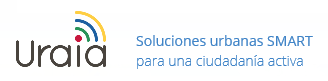 Uraia
Soluciones urbanas SMART
para una ciudadanía activa